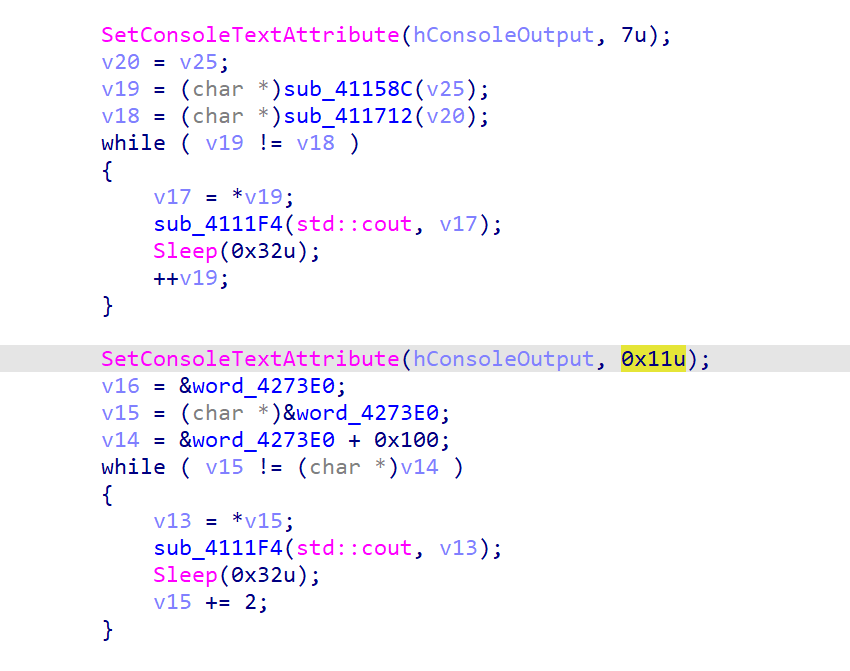 SetConsoleTextAttribute(hConsoleOutput, 7u);
v20 = v25;
v19 = (char *)sub_41158C(v25);
v18 = (char *)sub_411712(v20);
while ( v19 != v18 )
{
v17 = *v19;
sub_4111F4(std::cout, v17);
Sleep(0x32u);
++v19;
}
SetConsoleTextAttribute(hConsoleOutput, 0x11u);
v16 = &word_4273E0;
v15 = (char *)&word_4273E0;
v14 = &word_4273E0 + 0x100;
while ( v15 != (char *)v14 )
{
v13 = *v15;
sub_4111F4(std::cout, v13);
Sleep(0x32u);
v15 += 2;
}